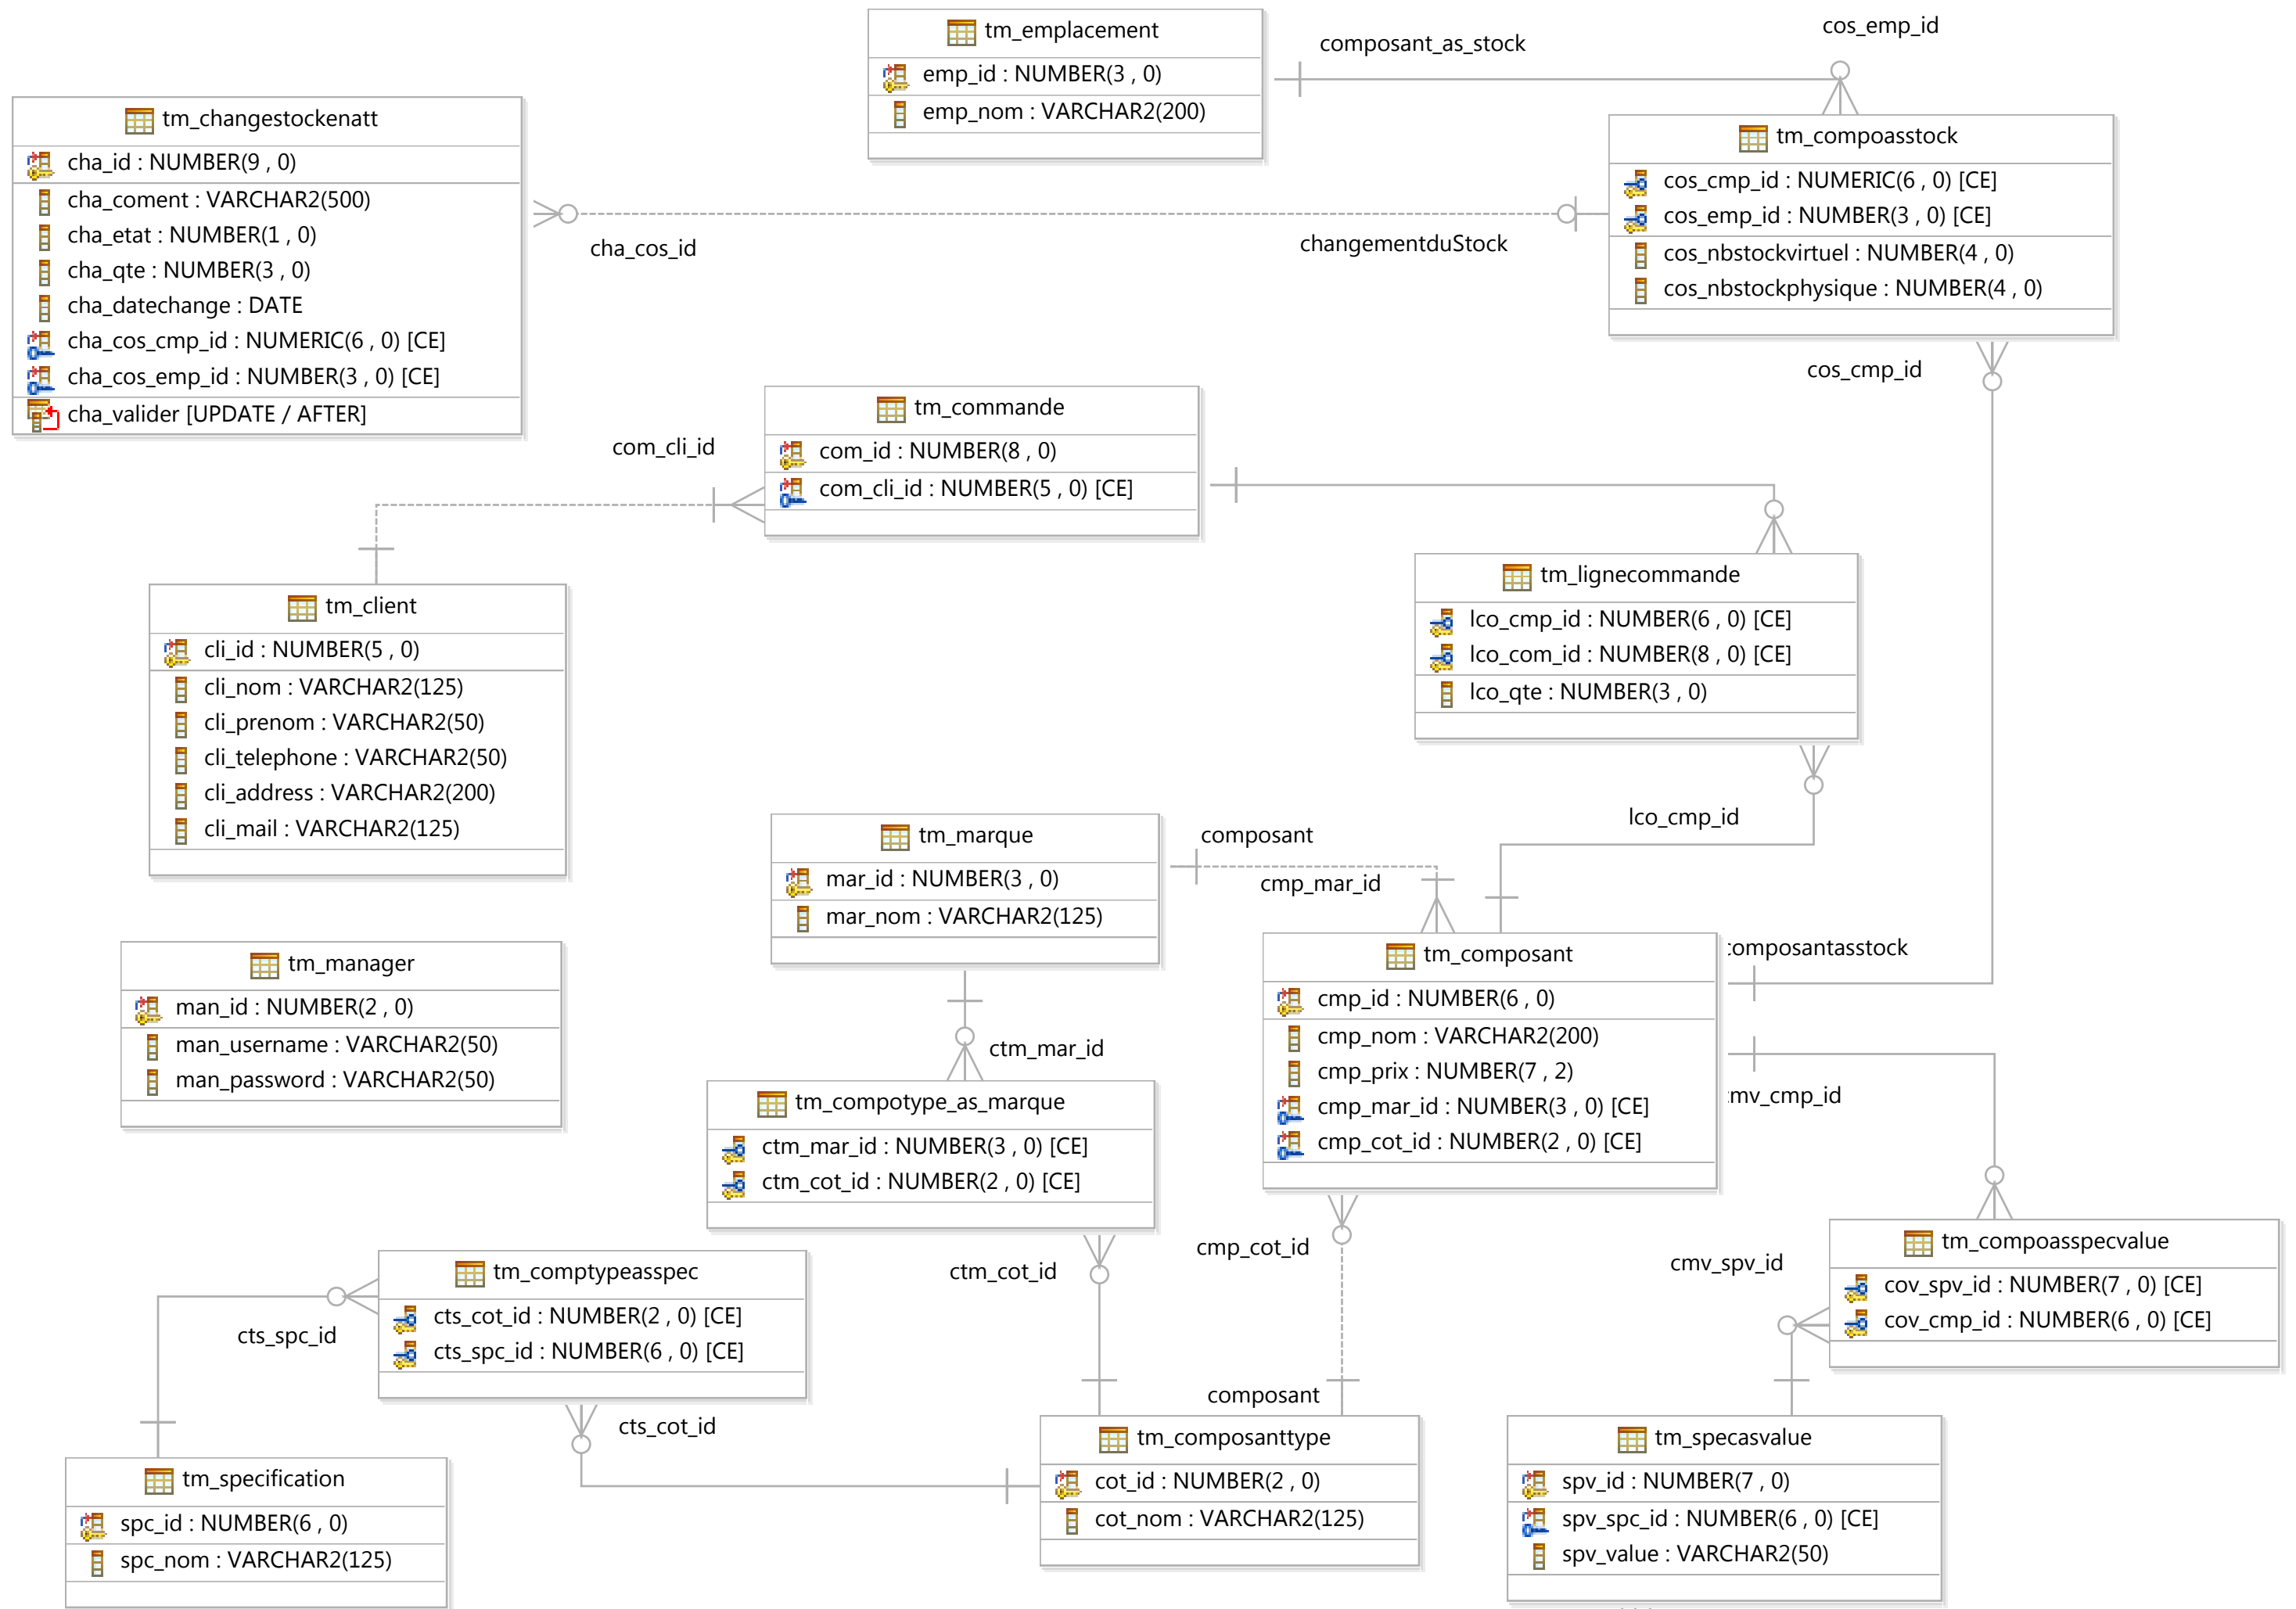 tm_emplacement
emp_id : NUMBER(3 , 0)
emp_nom : VARCHAR2(200)
composant_as_stock
cos_emp_id
tm_changestockenatt
cha_id : NUMBER(9 , 0)
cha_coment : VARCHAR2(500)
cha_etat : NUMBER(1 , 0)
cha_qte : NUMBER(3 , 0)
cha_datechange : DATE
cha_cos_cmp_id : NUMERIC(6 , 0) [CE]
cha_cos_emp_id : NUMBER(3 , 0) [CE]
cha_valider [UPDATE / AFTER]
cha_cos_id
changementduStock
tm_compoasstock
cos_cmp_id : NUMERIC(6 , 0) [CE]
cos_emp_id : NUMBER(3 , 0) [CE]
cos_nbstockvirtuel : NUMBER(4 , 0)
cos_nbstockphysique : NUMBER(4 , 0)
cos_cmp_id
com_cli_id
tm_commande
com_id : NUMBER(8 , 0)
com_cli_id : NUMBER(5 , 0) [CE]
tm_client
cli_id : NUMBER(5 , 0)
cli_nom : VARCHAR2(125)
cli_prenom : VARCHAR2(50)
cli_telephone : VARCHAR2(50)
cli_address : VARCHAR2(200)
cli_mail : VARCHAR2(125)
tm_lignecommande
lco_cmp_id : NUMBER(6 , 0) [CE]
lco_com_id : NUMBER(8 , 0) [CE]
lco_qte : NUMBER(3 , 0)
lco_cmp_id
tm_marque
mar_id : NUMBER(3 , 0)
mar_nom : VARCHAR2(125)
composant
cmp_mar_id
tm_manager
man_id : NUMBER(2 , 0)
man_username : VARCHAR2(50)
man_password : VARCHAR2(50)
tm_composant
cmp_id : NUMBER(6 , 0)
cmp_nom : VARCHAR2(200)
cmp_prix : NUMBER(7 , 2)
cmp_mar_id : NUMBER(3 , 0) [CE]
cmp_cot_id : NUMBER(2 , 0) [CE]
composantasstock
mv_cmp_id
ctm_mar_id
tm_compotype_as_marque
ctm_mar_id : NUMBER(3 , 0) [CE]
ctm_cot_id : NUMBER(2 , 0) [CE]
ctm_cot_id
cmp_cot_id
composant
cmv_spv_id
tm_compoasspecvalue
cov_spv_id : NUMBER(7 , 0) [CE]
cov_cmp_id : NUMBER(6 , 0) [CE]
tm_comptypeasspec
cts_cot_id : NUMBER(2 , 0) [CE]
cts_spc_id : NUMBER(6 , 0) [CE]
cts_spc_id
cts_cot_id
tm_specification
spc_id : NUMBER(6 , 0)
spc_nom : VARCHAR2(125)
tm_composanttype
cot_id : NUMBER(2 , 0)
cot_nom : VARCHAR2(125)
tm_specasvalue
spv_id : NUMBER(7 , 0)
spv_spc_id : NUMBER(6 , 0) [CE]
spv_value : VARCHAR2(50)